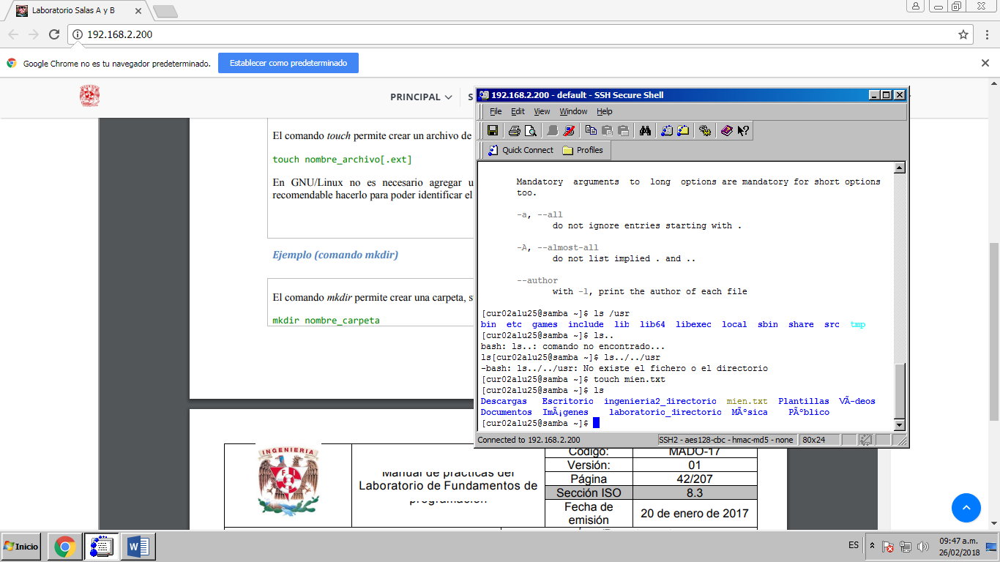 Laboratorio Salas A y B
192.168.2.200
Google Chrome no es tu navegador predeterminado.
Establecer como predeterminado
PRINCIPAL
S
El comando touch permite crear un archivo de
touch nombre_archivo[.ext]
En GNU/Linux no es necesario agregar u
recomendable hacerlo para poder identificar el
Ejemplo (comando mkdir)
El comando mkdir permite crear una carpeta, s
mkdir nombre_carpeta
192.168.2.200 - default - SSH Secure Shell
File Edit View Window Help
Quick Connect Profiles
Mandatory arguments to long options are mandatory for short options
too.
-a, --all
do not ignore entries starting with .
-A, --almost-all
do not list implied . and ..
--author
with -l, print the author of each file
[cur02alu25@samba ~]$ ls /usr
bin etc games include lib lib64 libexec local sbin share src tmp
[cur02alu25@samba ~]$ ls..
bash: ls..: comando no encontrado...
ls[cur02alu25@samba ~]$ ls../../usr
-bash: ls../../usr: No existe el fichero o el directorio
[cur02alu25@samba ~]$ touch mien.txt
[cur02alu25@samba ~]$ ls
Descargas Escritorio ingenieria2_directorio mien.txt Plantillas VÃ-deos
Documentos ImÃ¡genes laboratorio_directorio MÃºsica PÃºblico
[cur02alu25@samba ~]$
Connected to 192.168.2.200
SSH2 - aes128-cbc - hmac-md5 - none
80x24
INGENIERIA
Manual de prácticas del
Laboratorio de Fundamentos de
programación
Código: MADO-17
Versión: 01
Página 42/207
Sección ISO 8.3
Fecha de
emisión
20 de enero de 2017
Inicio
ES
09:47 a.m.
26/02/2018